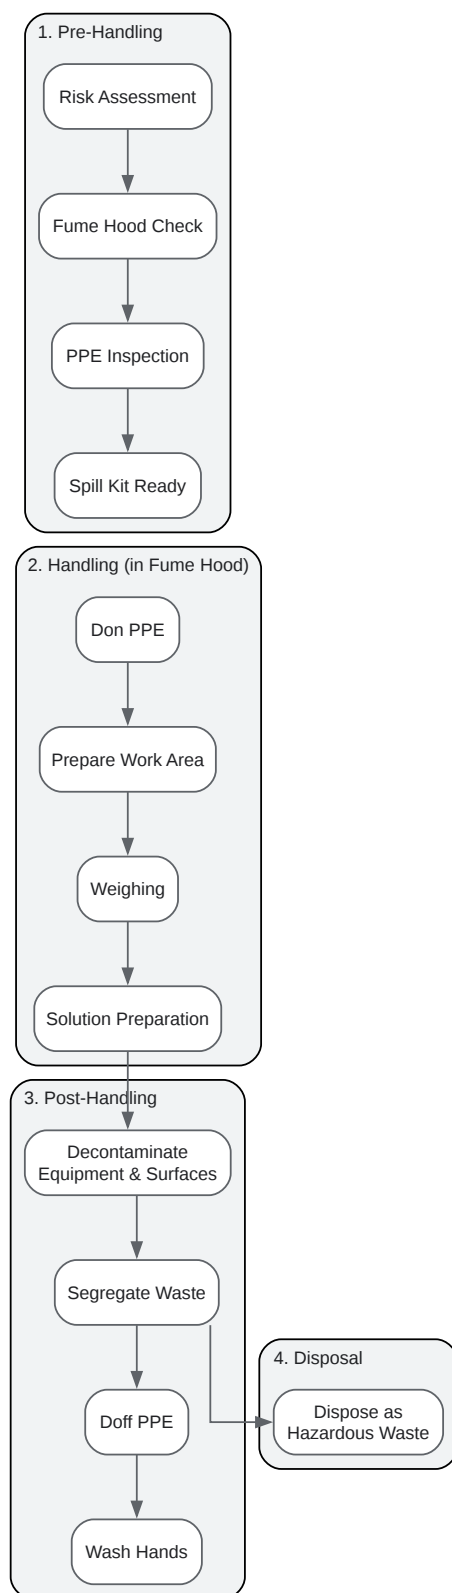 1. Pre-Handling
Risk Assessment
Fume Hood Check
PPE Inspection
Spill Kit Ready
2. Handling (in Fume Hood)
Don PPE
Prepare Work Area
Weighing
Solution Preparation
3. Post-Handling
Decontaminate
Equipment & Surfaces
Segregate Waste
Doff PPE
Wash Hands
4. Disposal
Dispose as
Hazardous Waste